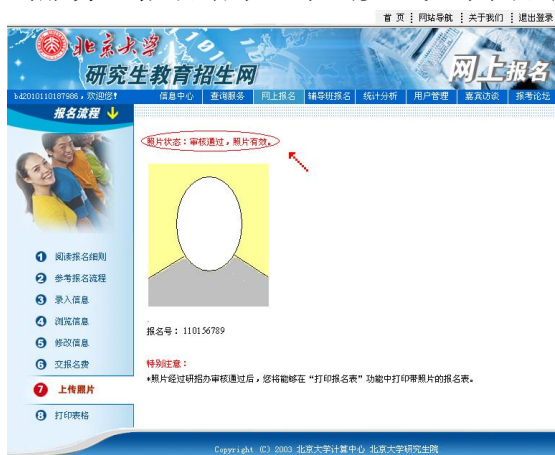 首 页 ┊ 网站导航 ┊ 关于我们 ┊ 退出登录
北京大学
研究生教育招生网
网上报名
b42010110187986，欢迎您！
信息中心 查询服务 网上报名 辅导班报名 统计分析 用户管理 嘉宾访谈 报考论坛
报名流程
照片状态：审核通过，照片有效。
1 阅读报名细则
2 参考报名流程
3 录入信息
4 浏览信息
5 修改信息
6 交报名费
7 上传照片
8 打印表格
报名号： 110156789
特别注意：
*照片经过研招办审核通过后，您将能够在“打印报名表”功能中打印带照片的报名表。
Copyright (C) 2003 北京大学计算中心 北京大学研究生院